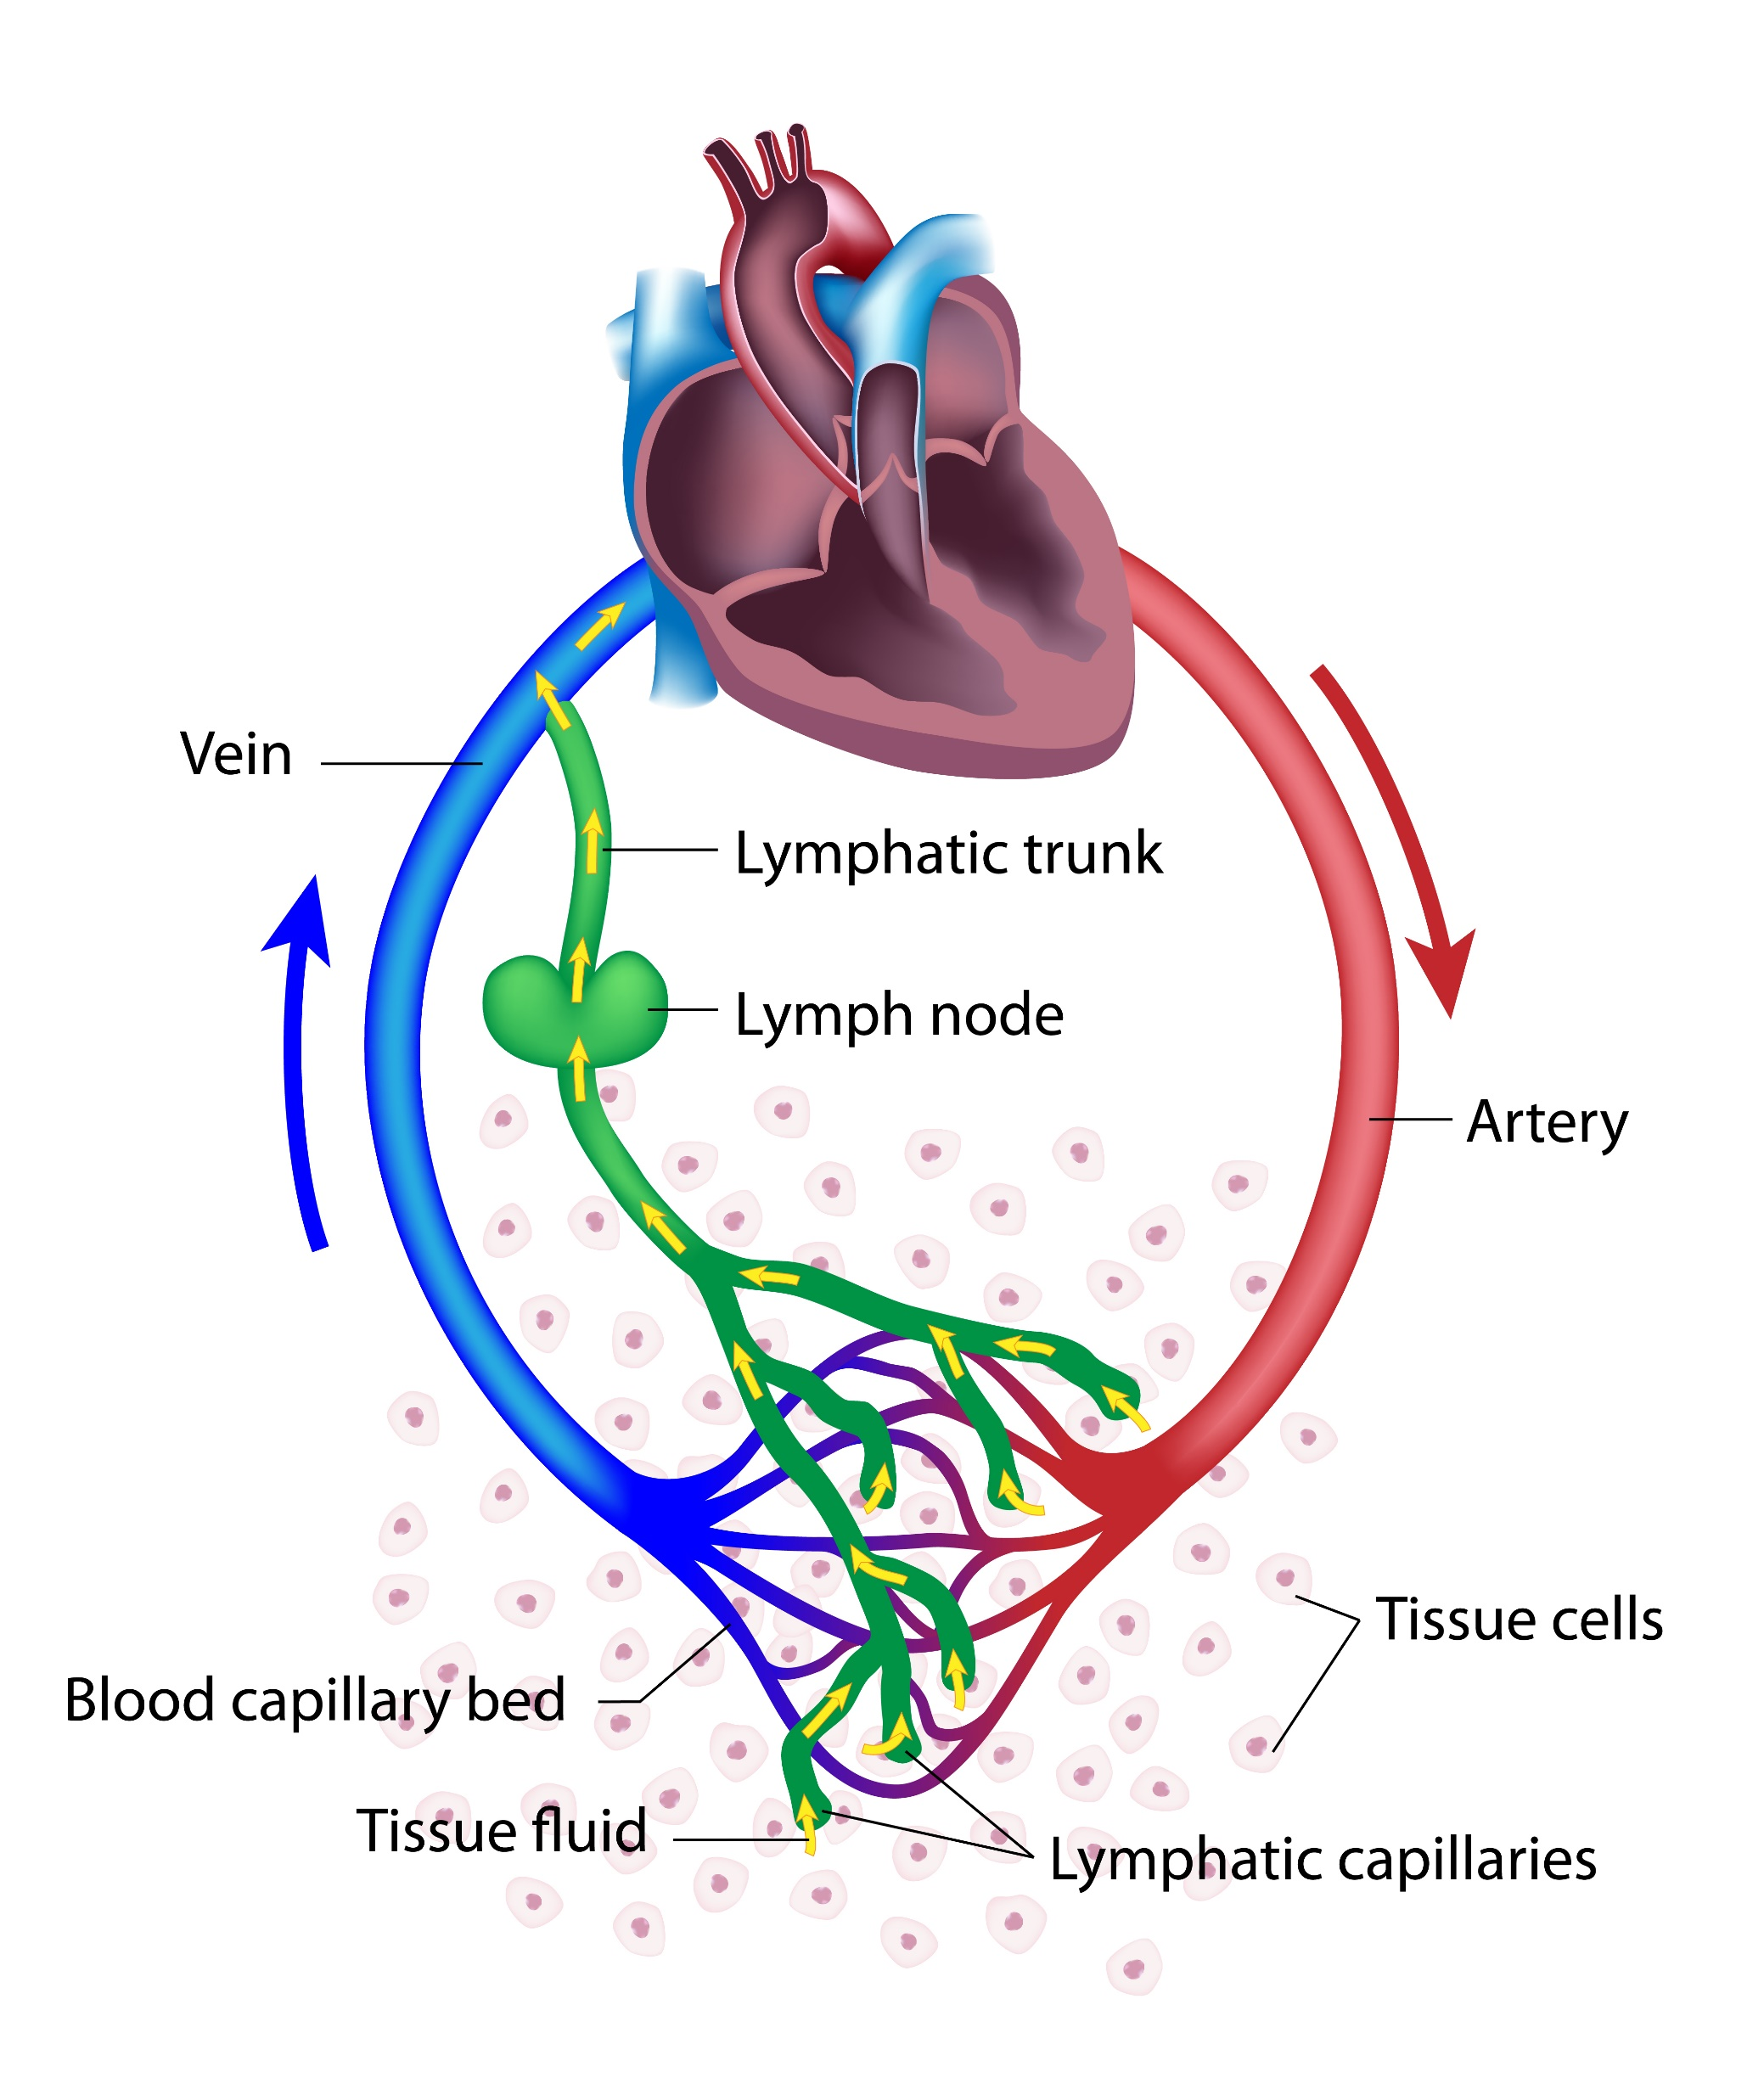 Vein
Lymphatic trunk
Lymph node
Artery
Tissue cells
Blood capillary bed
Tissue fluid
Lymphatic capillaries